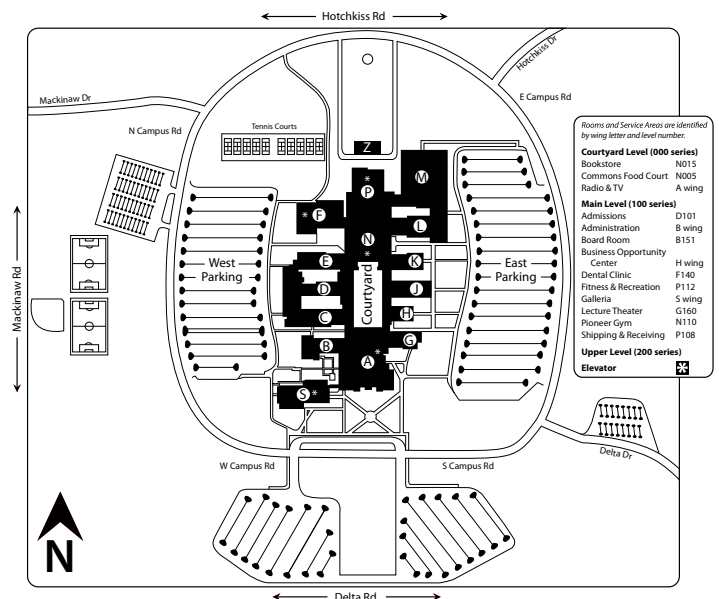 Hotchkiss Rd
Hotchkiss Dr
Mackinaw Dr
E Campus Rd
N Campus Rd
Tennis Courts
Z
P
M
F
L
N
E
K
West
Parking
East
Parking
D
J
Courtyard
C
H
B
G
A
S
Mackinaw Rd
Rooms and Service Areas are identified
by wing letter and level number.
Courtyard Level (000 series)
Bookstore N015
Commons Food Court N005
Radio & TV A wing
Main Level (100 series)
Admissions D101
Administration B wing
Board Room B151
Business Opportunity
Center H wing
Dental Clinic F140
Fitness & Recreation P112
Galleria S wing
Lecture Theater G160
Pioneer Gym N110
Shipping & Receiving P108
Upper Level (200 series)
Elevator
W Campus Rd
S Campus Rd
Delta Dr
N
Delta Rd